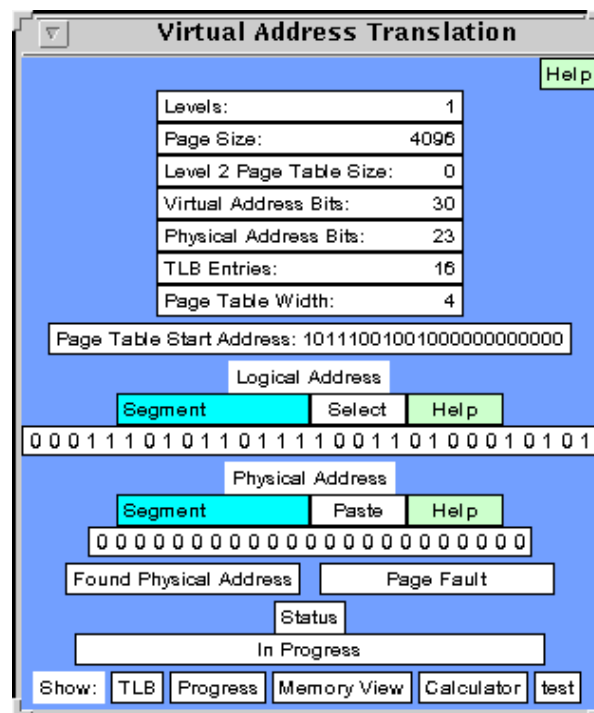 Virtual Address Translation
Help
Levels: 1
Page Size: 4096
Level 2 Page Table Size: 0
Virtual Address Bits: 30
Physical Address Bits: 23
TLB Entries: 16
Page Table Width: 4
Page Table Start Address: 10111001001000000000000
Logical Address
Segment Select Help
0 0 0 1 1 1 0 1 0 1 1 0 1 1 1 1 0 0 1 1 0 1 0 0 0 1 0 1 0 1
Physical Address
Segment Paste Help
0 0 0 0 0 0 0 0 0 0 0 0 0 0 0 0 0 0 0 0 0 0 0
Found Physical Address Page Fault
Status
In Progress
Show: TLB Progress Memory View Calculator test